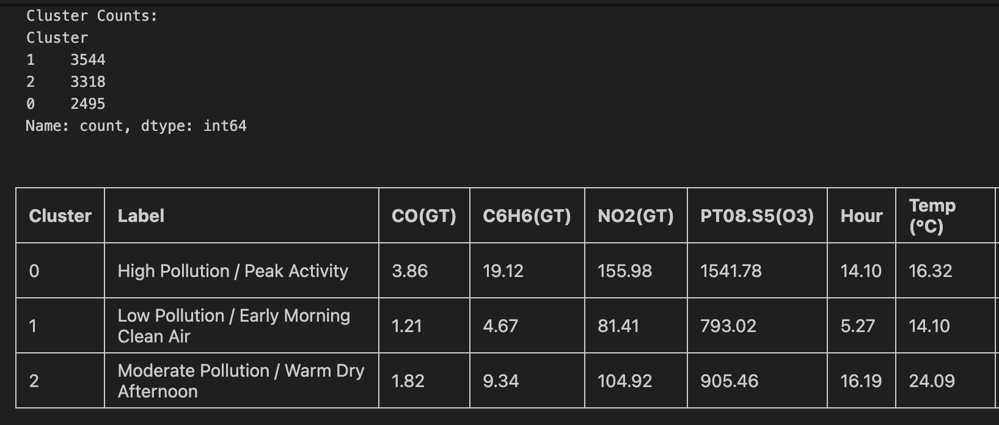 Cluster Counts:
Cluster
1    3544
2    3318
0    2495
Name: count, dtype: int64
Cluster Label CO(GT) C6H6(GT) NO2(GT) PT08.S5(O3) Hour Temp (°C)
0 High Pollution / Peak Activity 3.86 19.12 155.98 1541.78 14.10 16.32
1 Low Pollution / Early Morning Clean Air 1.21 4.67 81.41 793.02 5.27 14.10
2 Moderate Pollution / Warm Dry Afternoon 1.82 9.34 104.92 905.46 16.19 24.09